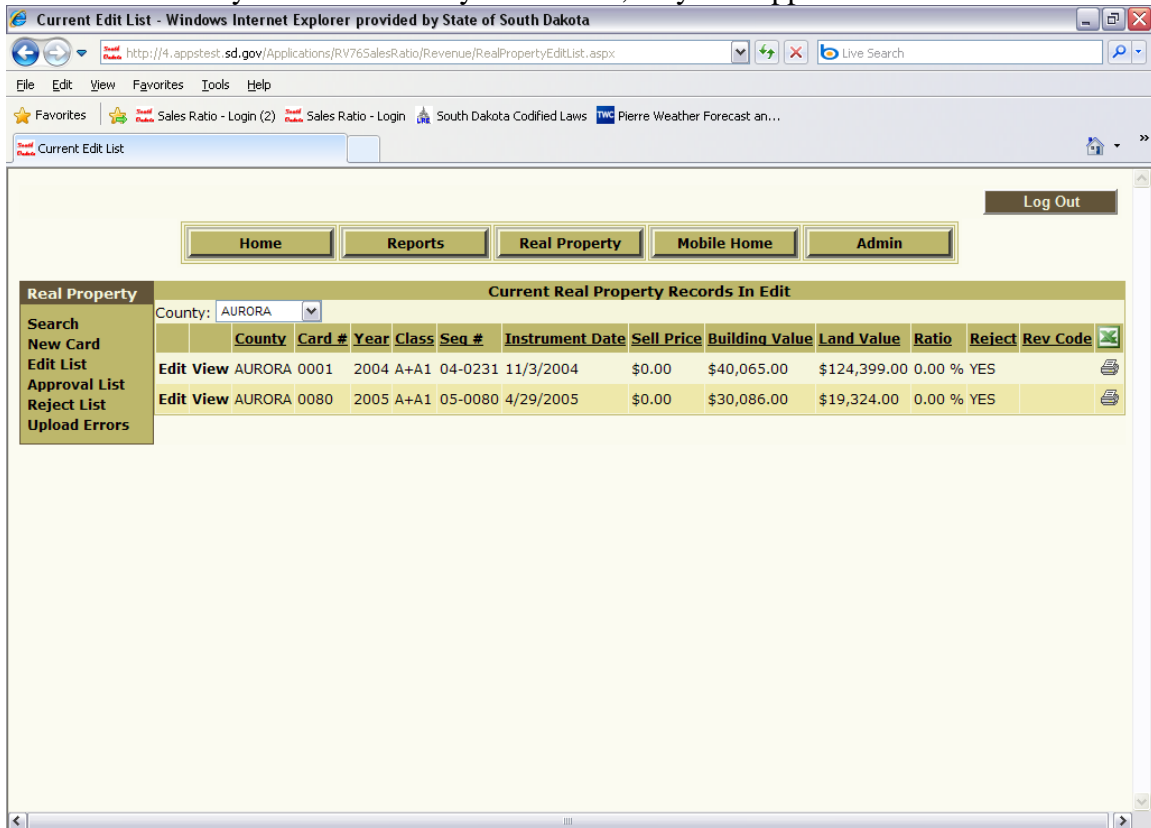 Current Edit List - Windows Internet Explorer provided by State of South Dakota
http://4.appstest.sd.gov/Applications/RV76SalesRatio/Revenue/RealPropertyEditList.aspx
Live Search
File Edit View Favorites Tools Help
Favorites Sales Ratio - Login (2) Sales Ratio - Login South Dakota Codified Laws TWC Pierre Weather Forecast an...
Current Edit List
Log Out
Home Reports Real Property Mobile Home Admin
Real Property
Search
New Card
Edit List
Approval List
Reject List
Upload Errors
Current Real Property Records In Edit
County: AURORA
County Card # Year Class Seq # Instrument Date Sell Price Building Value Land Value Ratio Reject Rev Code
Edit View AURORA 0001 2004 A+A1 04-0231 11/3/2004 $0.00 $40,065.00 $124,399.00 0.00 % YES
Edit View AURORA 0080 2005 A+A1 05-0080 4/29/2005 $0.00 $30,086.00 $19,324.00 0.00 % YES